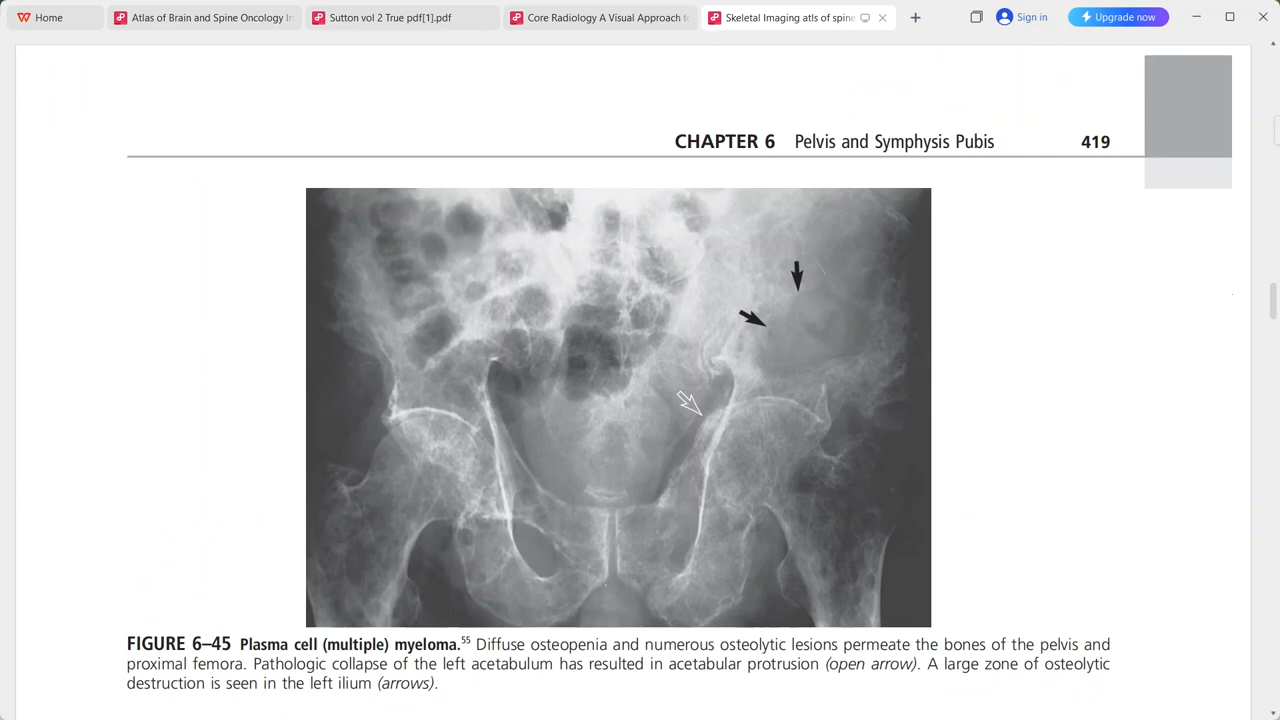 Home
Atlas of Brain and Spine Oncology I
Sutton vol 2 True pdf[1].pdf
Core Radiology A Visual Approach to
Skeletal Imaging atls of spine
Sign in
Upgrade now
CHAPTER 6 Pelvis and Symphysis Pubis 419
FIGURE 6–45 Plasma cell (multiple) myeloma.55 Diffuse osteopenia and numerous osteolytic lesions permeate the bones of the pelvis and
proximal femora. Pathologic collapse of the left acetabulum has resulted in acetabular protrusion (open arrow). A large zone of osteolytic
destruction is seen in the left ilium (arrows).